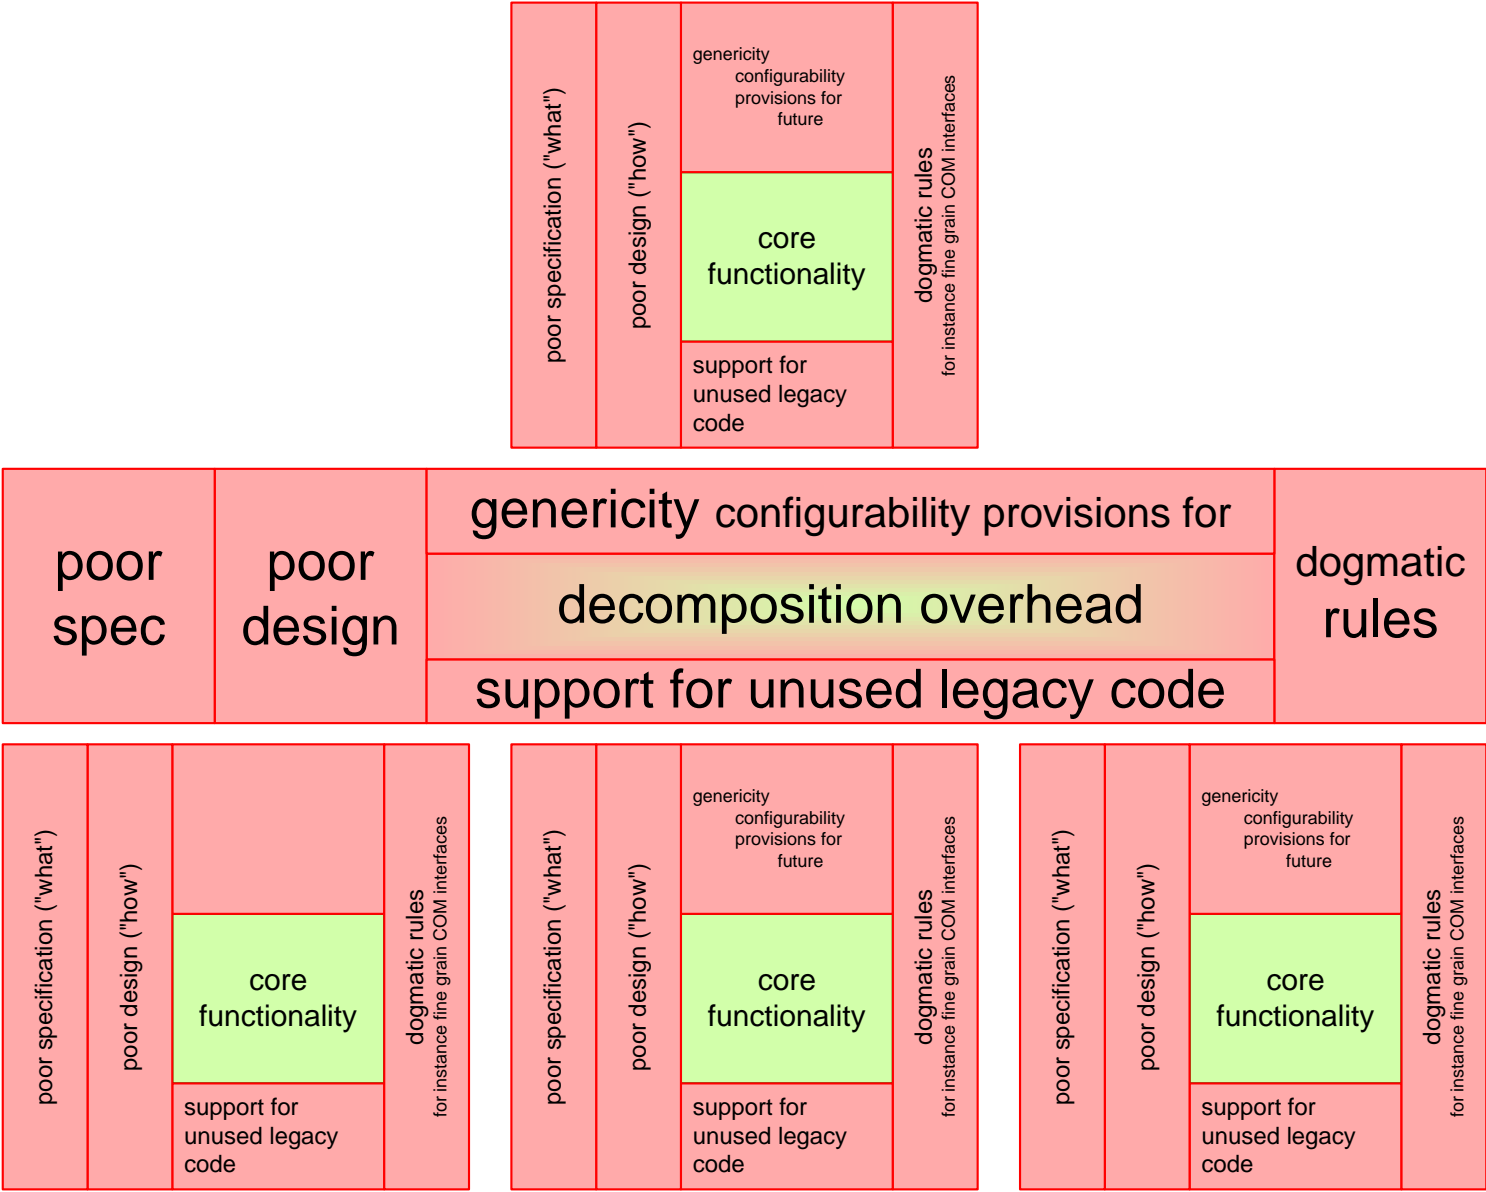 poor specification ("what")
poor design ("how")
genericity
configurability
provisions for
future
core
functionality
support for
unused legacy
code
dogmatic rules
for instance fine grain COM interfaces
poor
spec
poor
design
genericity configurability provisions for
decomposition overhead
support for unused legacy code
dogmatic
rules
poor specification ("what")
poor design ("how")
core
functionality
support for
unused legacy
code
dogmatic rules
for instance fine grain COM interfaces
poor specification ("what")
poor design ("how")
genericity
configurability
provisions for
future
core
functionality
support for
unused legacy
code
dogmatic rules
for instance fine grain COM interfaces
poor specification ("what")
poor design ("how")
genericity
configurability
provisions for
future
core
functionality
support for
unused legacy
code
dogmatic rules
for instance fine grain COM interfaces